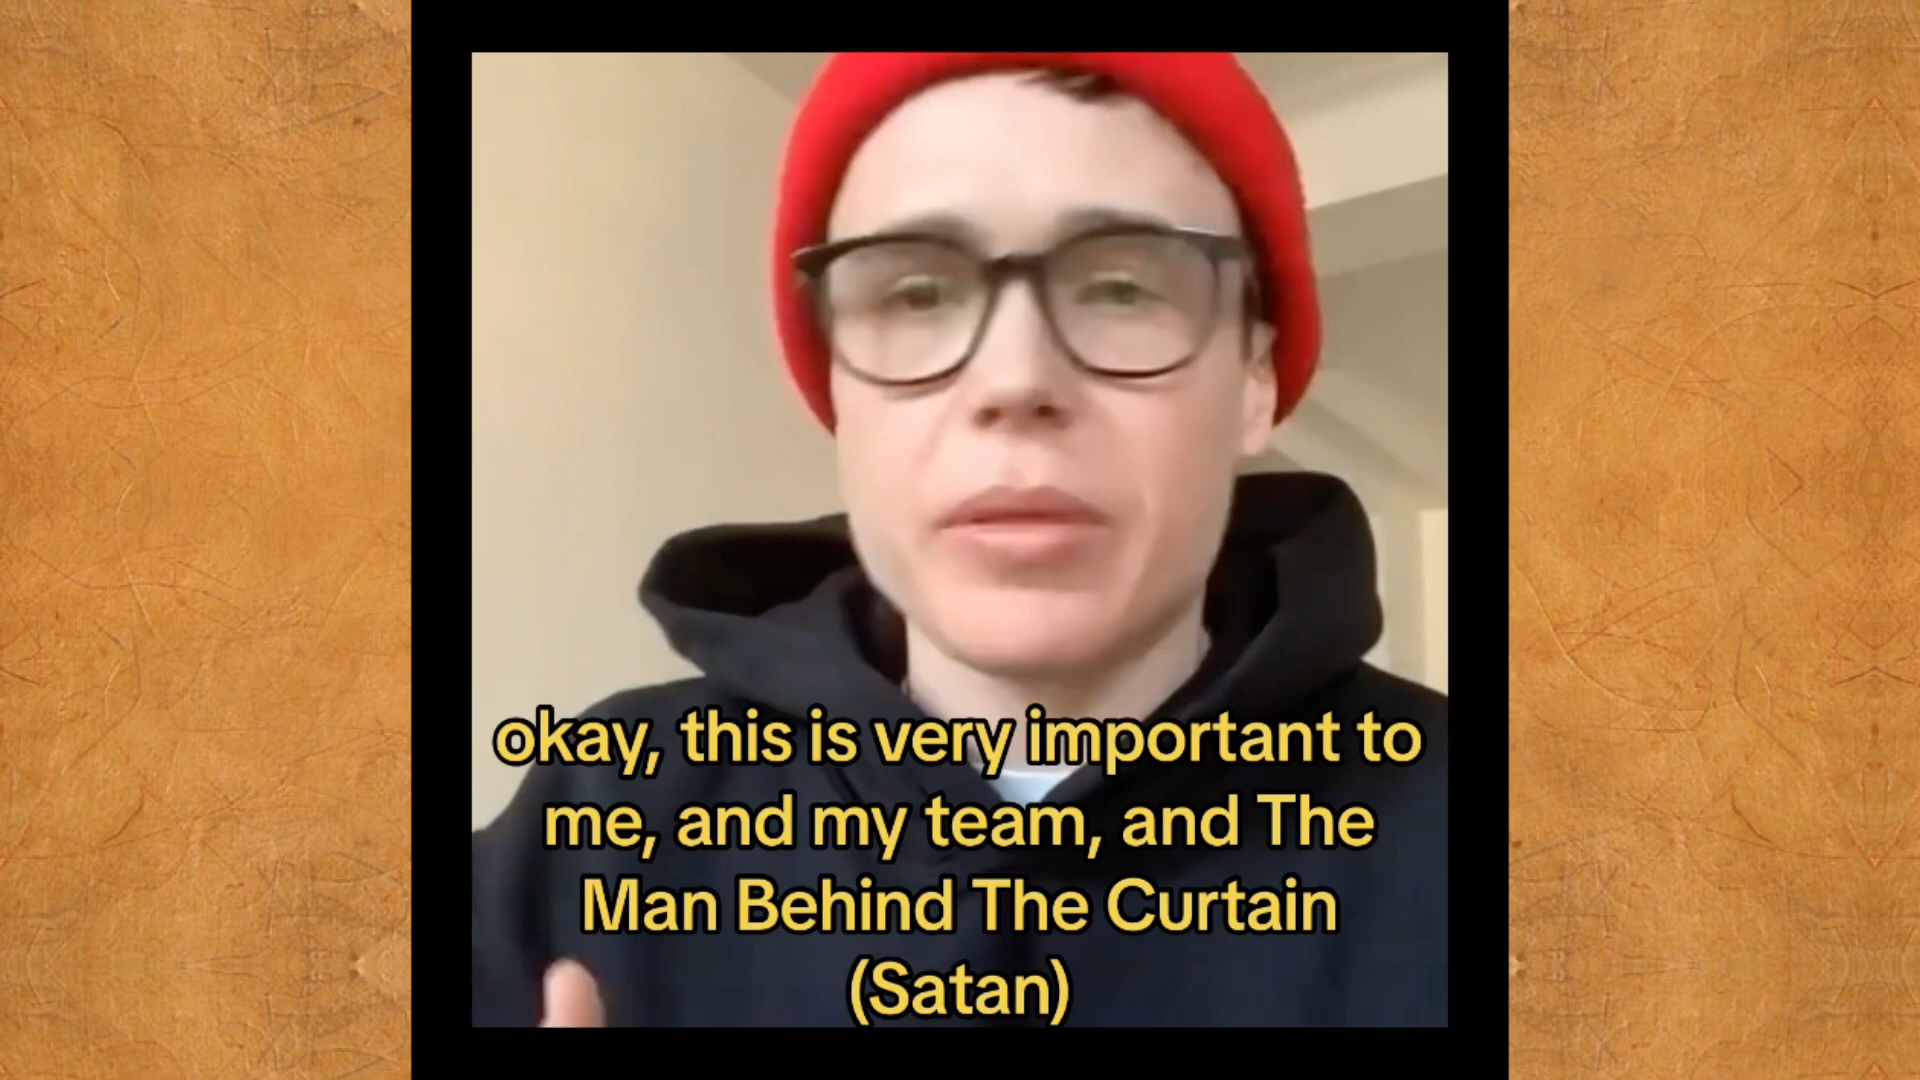 okay, this is very important to
me, and my team, and The
Man Behind The Curtain
(Satan)